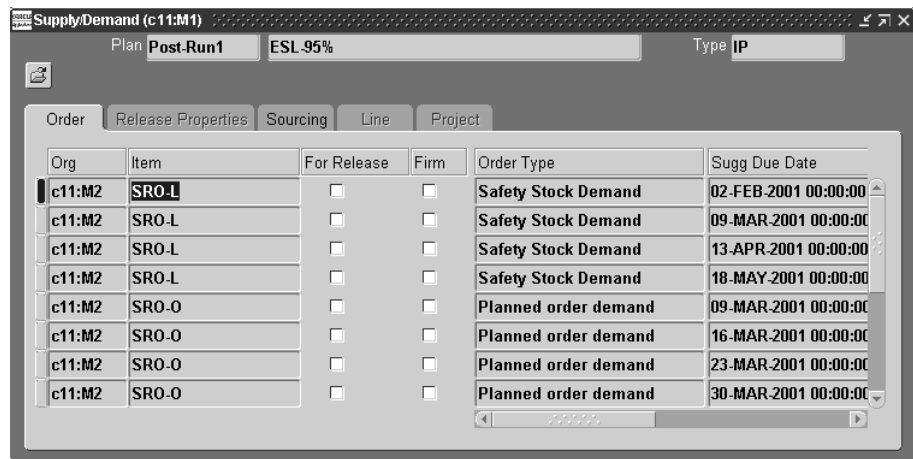 Supply/Demand (c11:M1)
Plan Post-Run1 ESL-95% Type IP
Order Release Properties Sourcing Line Project
Org Item For Release Firm Order Type Sugg Due Date
c11:M2 SRO-L Safety Stock Demand 02-FEB-2001 00:00:00
c11:M2 SRO-L Safety Stock Demand 09-MAR-2001 00:00:00
c11:M2 SRO-L Safety Stock Demand 13-APR-2001 00:00:00
c11:M2 SRO-L Safety Stock Demand 18-MAY-2001 00:00:00
c11:M2 SRO-O Planned order demand 09-MAR-2001 00:00:00
c11:M2 SRO-O Planned order demand 16-MAR-2001 00:00:00
c11:M2 SRO-O Planned order demand 23-MAR-2001 00:00:00
c11:M2 SRO-O Planned order demand 30-MAR-2001 00:00:00